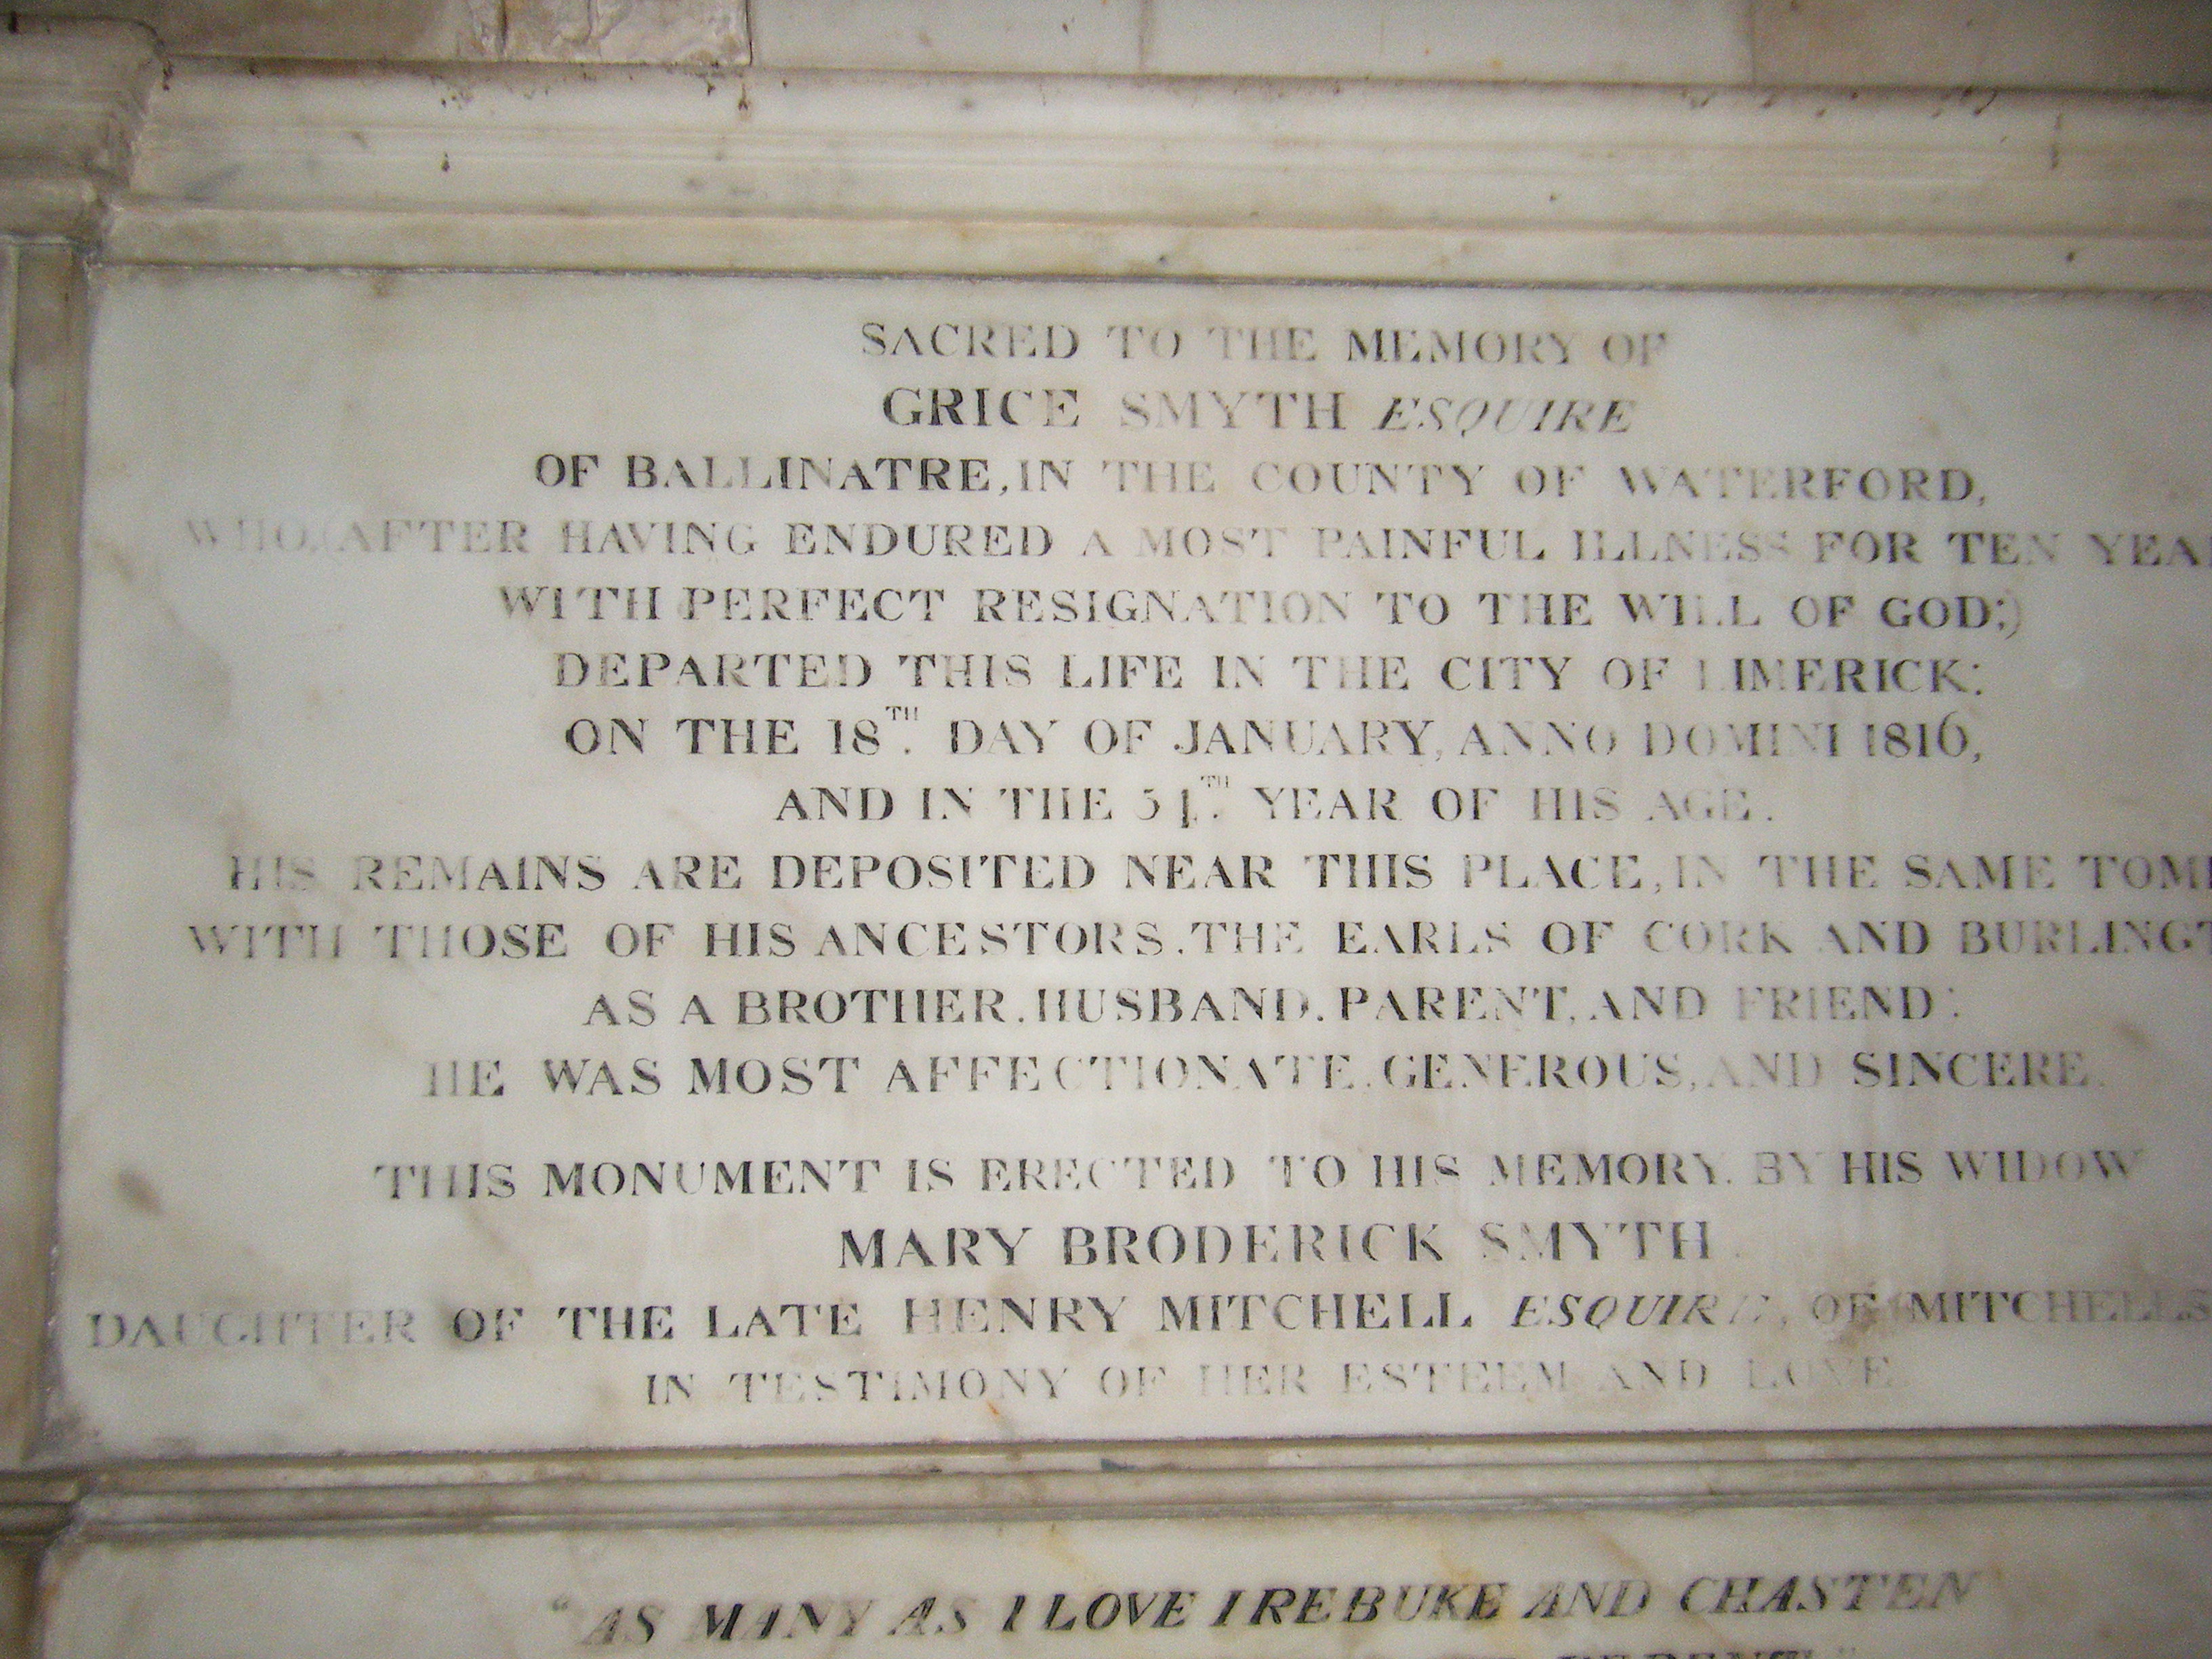 SACRED TO THE MEMORY OF
GRICE SMYTH ESQUIRE
OF BALLINATRE, IN THE COUNTY OF WATERFORD,
WHO, (AFTER HAVING ENDURED A MOST PAINFUL ILLNESS FOR TEN YEA
WITH PERFECT RESIGNATION TO THE WILL OF GOD;)
DEPARTED THIS LIFE IN THE CITY OF LIMERICK;
ON THE 18TH. DAY OF JANUARY, ANNO DOMINI 1816,
AND IN THE YEAR OF HIS AGE.
HIS REMAINS ARE DEPOSITED NEAR THIS PLACE, IN THE SAME TOM
WITH THOSE OF HIS ANCESTORS, THE EARLS OF CORK AND BURLINGT
AS A BROTHER, HUSBAND, PARENT, AND FRIEND;
HE WAS MOST AFFECTIONATE, GENEROUS, AND SINCERE.
THIS MONUMENT IS ERECTED TO HIS MEMORY, BY HIS WIDOW
MARY BRODERICK SMYTH.
DAUGHTER OF THE LATE HENRY MITCHELL ESQUIRE, OF MITCHELLS
IN TESTIMONY OF HER ESTEEM AND LOVE
"AS MANY AS I LOVE I REBUKE AND CHASTEN